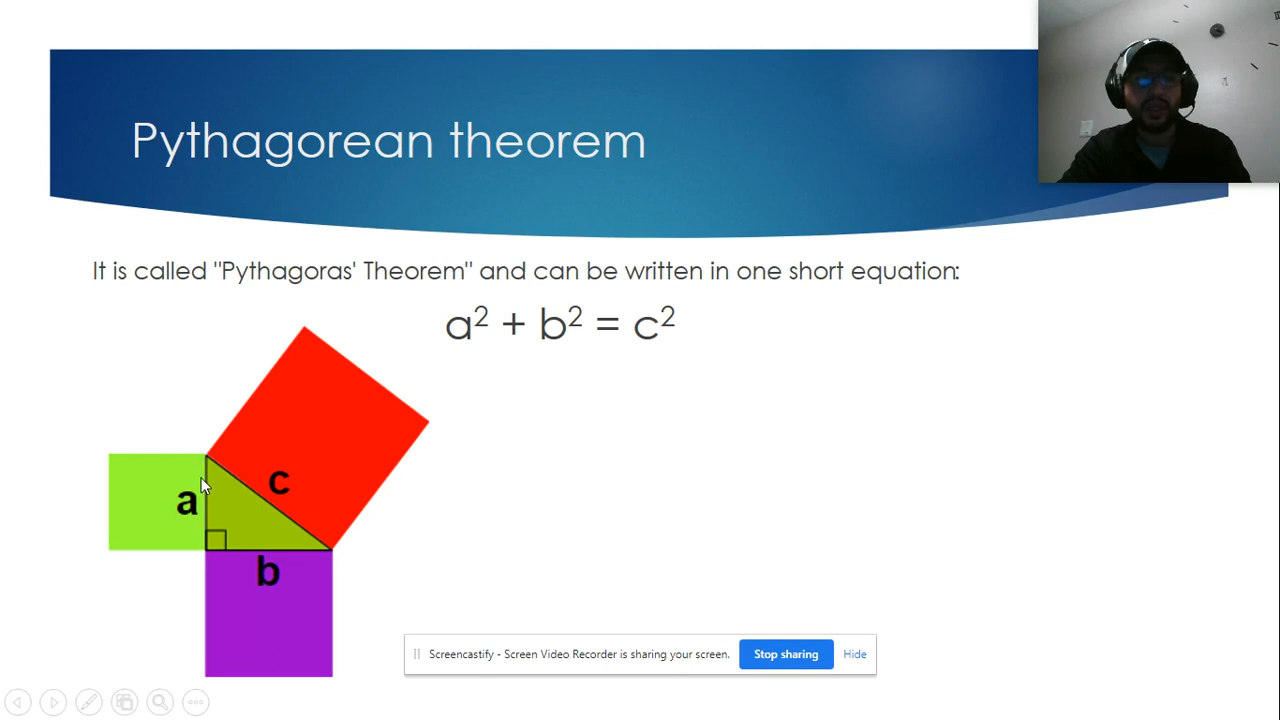 Pythagorean theorem
It is called "Pythagoras' Theorem" and can be written in one short equation:
a² + b² = c²
c
a
b
Screencastify - Screen Video Recorder is sharing your screen. Stop sharing Hide